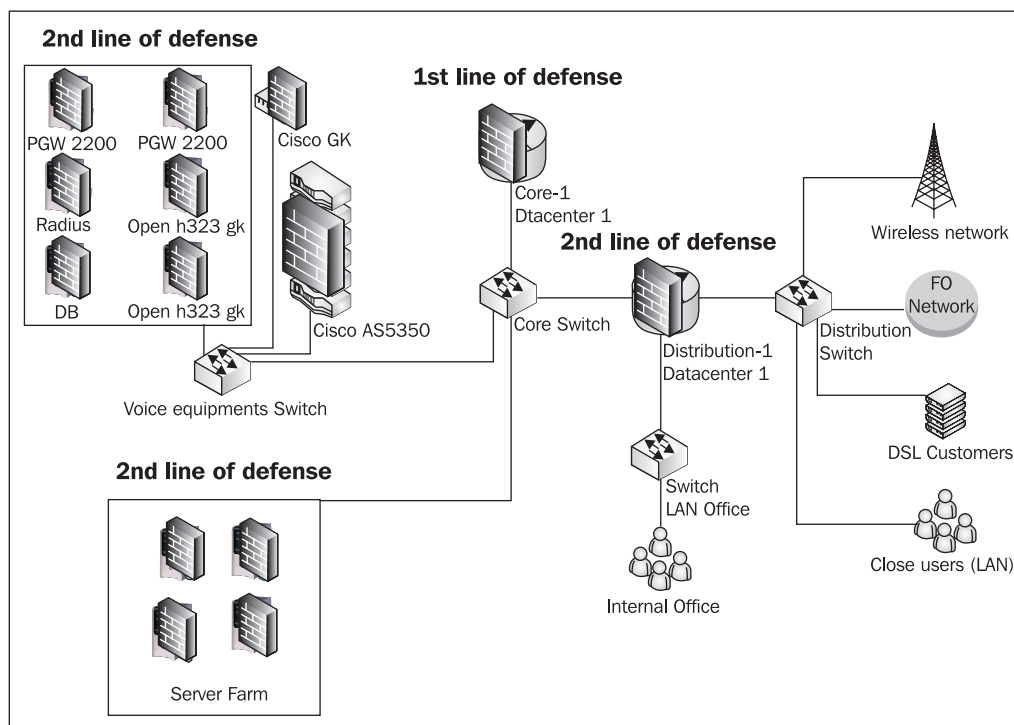 2nd line of defense
PGW 2200
PGW 2200
Cisco GK
Radius
Open h323 gk
DB
Open h323 gk
Cisco AS5350
Voice equipments Switch
1st line of defense
Core-1
Dtacenter 1
Core Switch
2nd line of defense
Distribution-1
Datacenter 1
Switch
LAN Office
Internal Office
Wireless network
FO
Network
Distribution
Switch
DSL Customers
Close users (LAN)
2nd line of defense
Server Farm